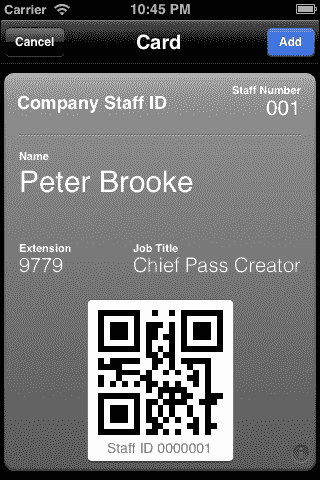 Carrier 10:45 PM
Cancel Card Add
Company Staff ID
Staff Number
001
Name
Peter Brooke
Extension Job Title
9779 Chief Pass Creator
Staff ID 0000001